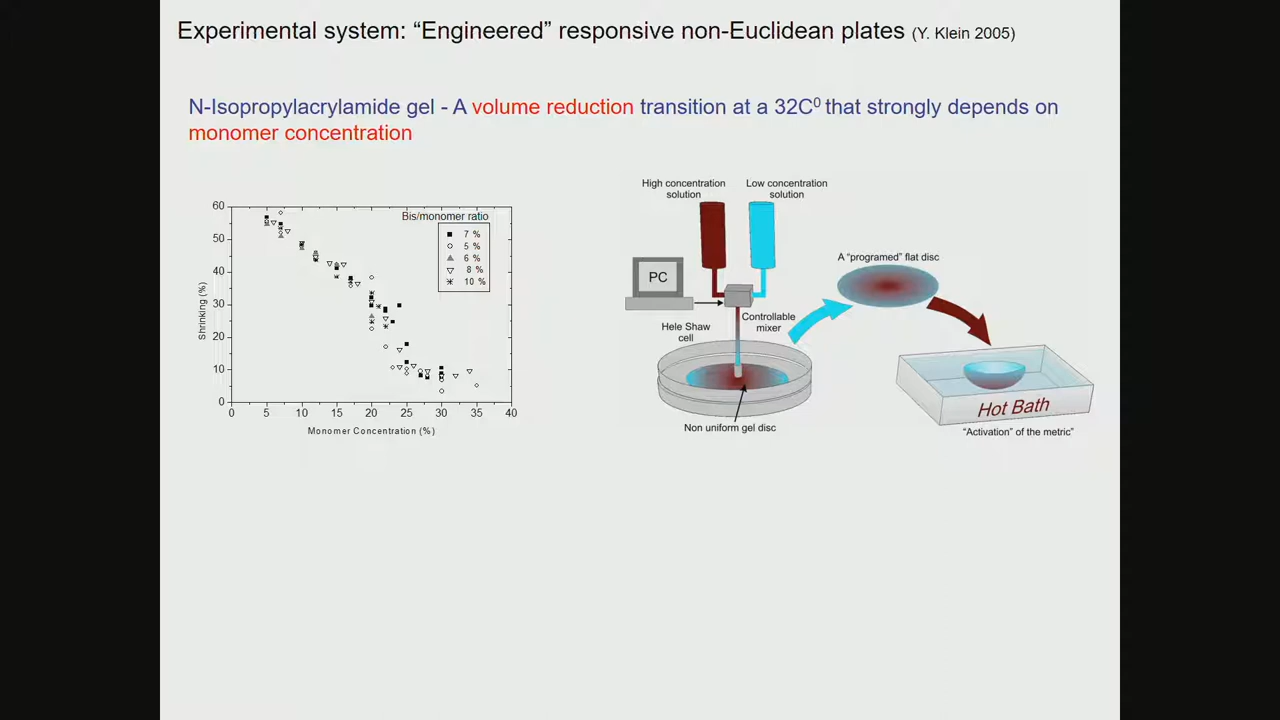 Experimental system: “Engineered” responsive non-Euclidean plates (Y. Klein 2005)
N-Isopropylacrylamide gel - A volume reduction transition at a 32C⁰ that strongly depends on
monomer concentration
60
50
40
30
20
10
0
Shrinking (%)
0 5 10 15 20 25 30 35 40
Monomer Concentration (%)
Bis/monomer ratio
7 %
5 %
6 %
8 %
10 %
High concentration
solution
Low concentration
solution
PC
Controllable
mixer
Hele Shaw
cell
Non uniform gel disc
A “programed” flat disc
Hot Bath
“Activation” of the metric”